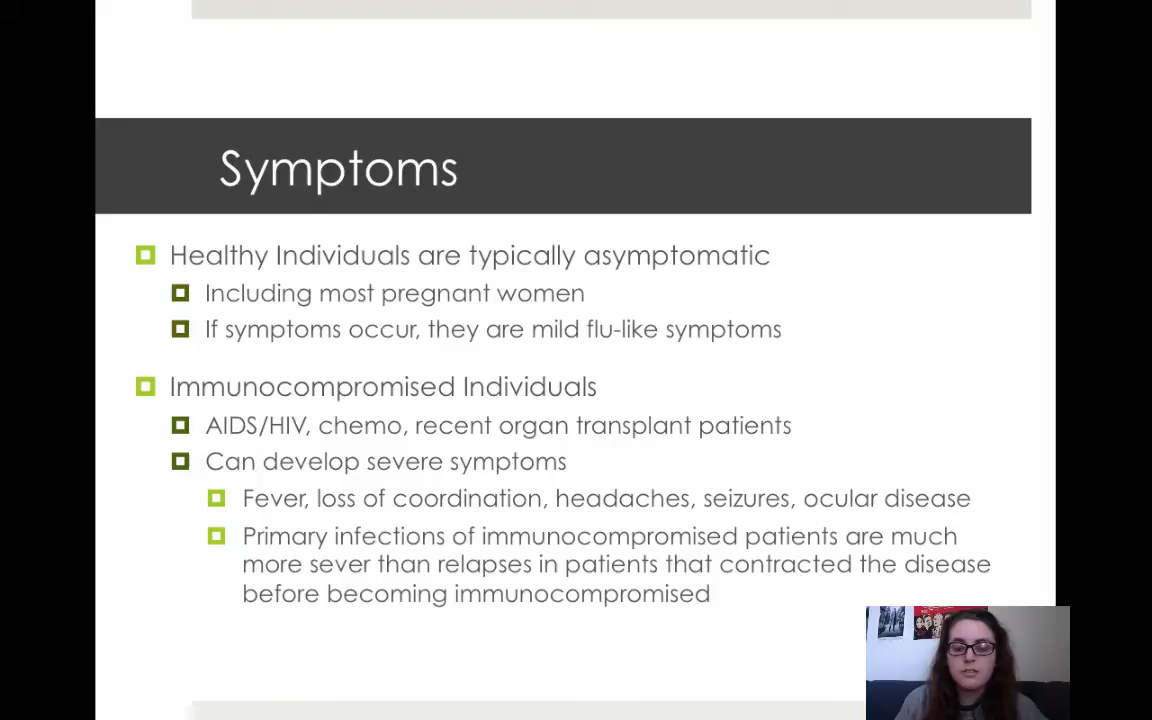 Symptoms
Healthy Individuals are typically asymptomatic
Including most pregnant women
If symptoms occur, they are mild flu-like symptoms
Immunocompromised Individuals
AIDS/HIV, chemo, recent organ transplant patients
Can develop severe symptoms
Fever, loss of coordination, headaches, seizures, ocular disease
Primary infections of immunocompromised patients are much
more sever than relapses in patients that contracted the disease
before becoming immunocompromised